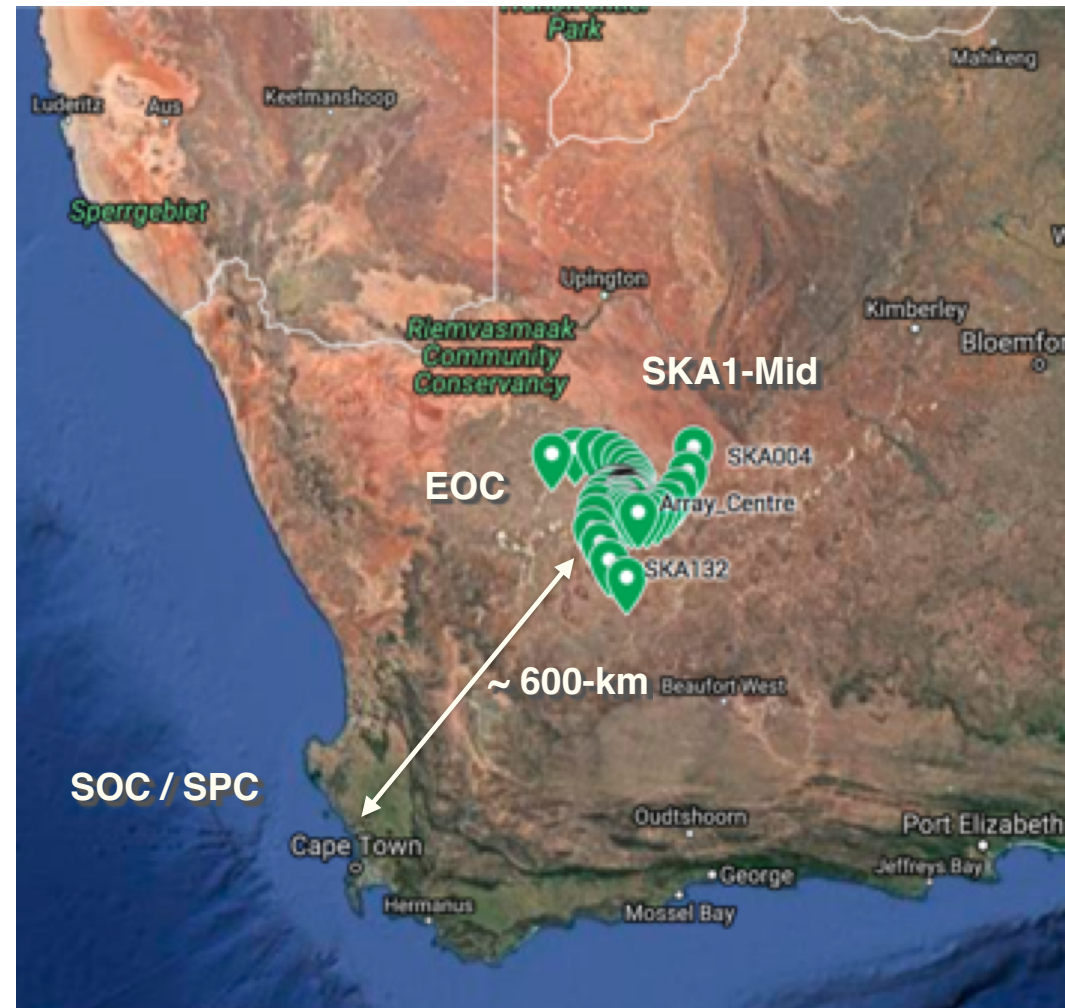 Park
Mahikeng
Luderitz
Aus
Keetmanshoop
Sperrgebiet
Upington
Kimberley
Riemvasmaak
Community
Conservancy
Bloemfor
SKA1-Mid
SKA004
EOC
Array_Centre
SKA132
~ 600-km
Beaufort West
SOC / SPC
Oudtshoorn
Port Elizabeth
Cape Town
George
Jeffreys Bay
Hermanus
Mossel Bay